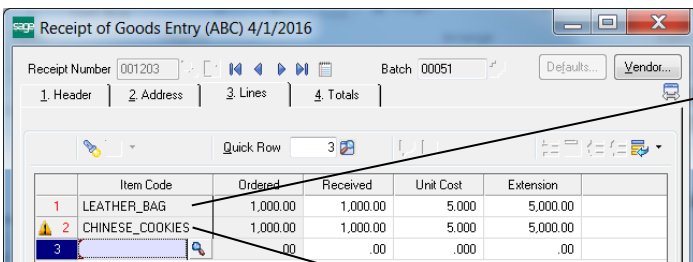 sage Receipt of Goods Entry (ABC) 4/1/2016
Receipt Number 001203 Batch 00051 Defaults... Vendor...
1. Header 2. Address 3. Lines 4. Totals
Quick Row 3
Item Code Ordered Received Unit Cost Extension
1 LEATHER_BAG 1,000.00 1,000.00 5.000 5,000.00
2 CHINESE_COOKIES 1,000.00 1,000.00 5.000 5,000.00
3 .00 .00 .000 .00